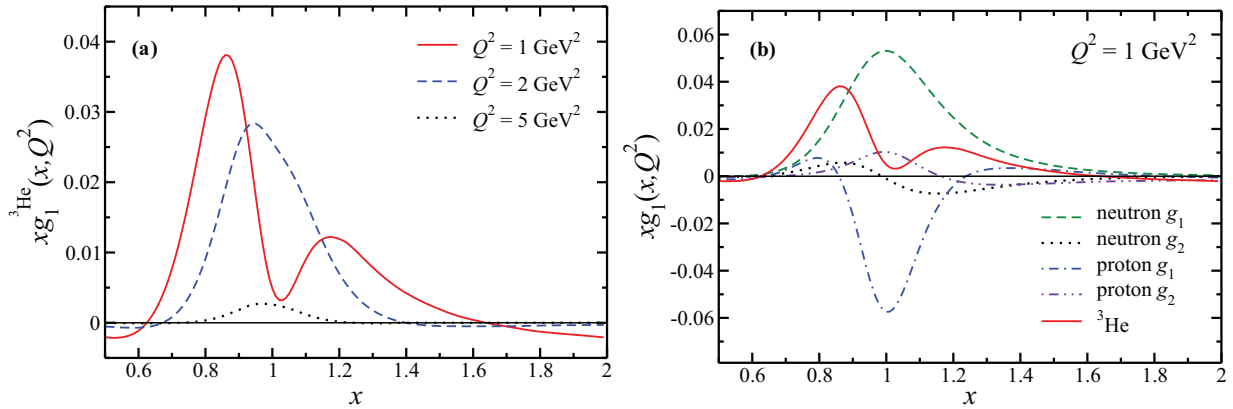 (a)
Q² = 1 GeV²
Q² = 2 GeV²
Q² = 5 GeV²
0.04
0.03
0.02
0.01
0
xg₁³ᴴᵉ(x,Q²)
0.6 0.8 1 1.2 1.4 1.6 1.8 2
x
(b)
Q² = 1 GeV²
0.06
0.04
0.02
0
-0.02
-0.04
-0.06
xg₁(x,Q²)
neutron g₁
neutron g₂
proton g₁
proton g₂
³He
0.6 0.8 1 1.2 1.4 1.6 1.8 2
x